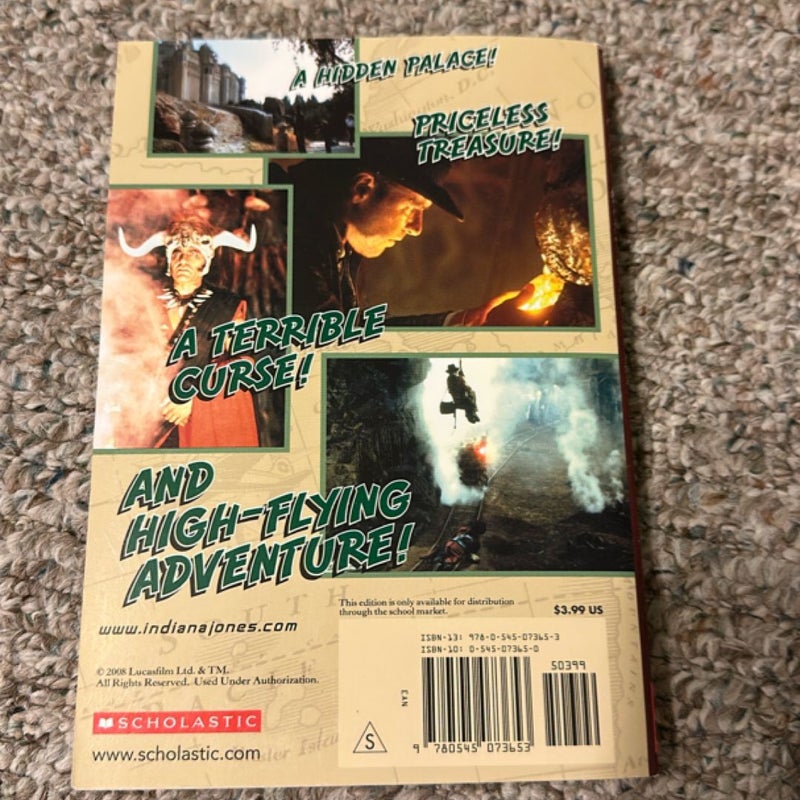 A HIDDEN PALACE!
Washington, D.C.
PRICELESS
TREASURE!
A TERRIBLE
CURSE!
AND
HIGH-FLYING
ADVENTURE!
www.indianajones.com
This edition is only available for distribution
through the school market.
$3.99 US
© 2008 Lucasfilm Ltd. & TM.
All Rights Reserved. Used Under Authorization.
ISBN-13: 978-0-545-07365-3
ISBN-10: 0-545-07365-0
50399
EAN
S
9 780545 073653
SCHOLASTIC
www.scholastic.com